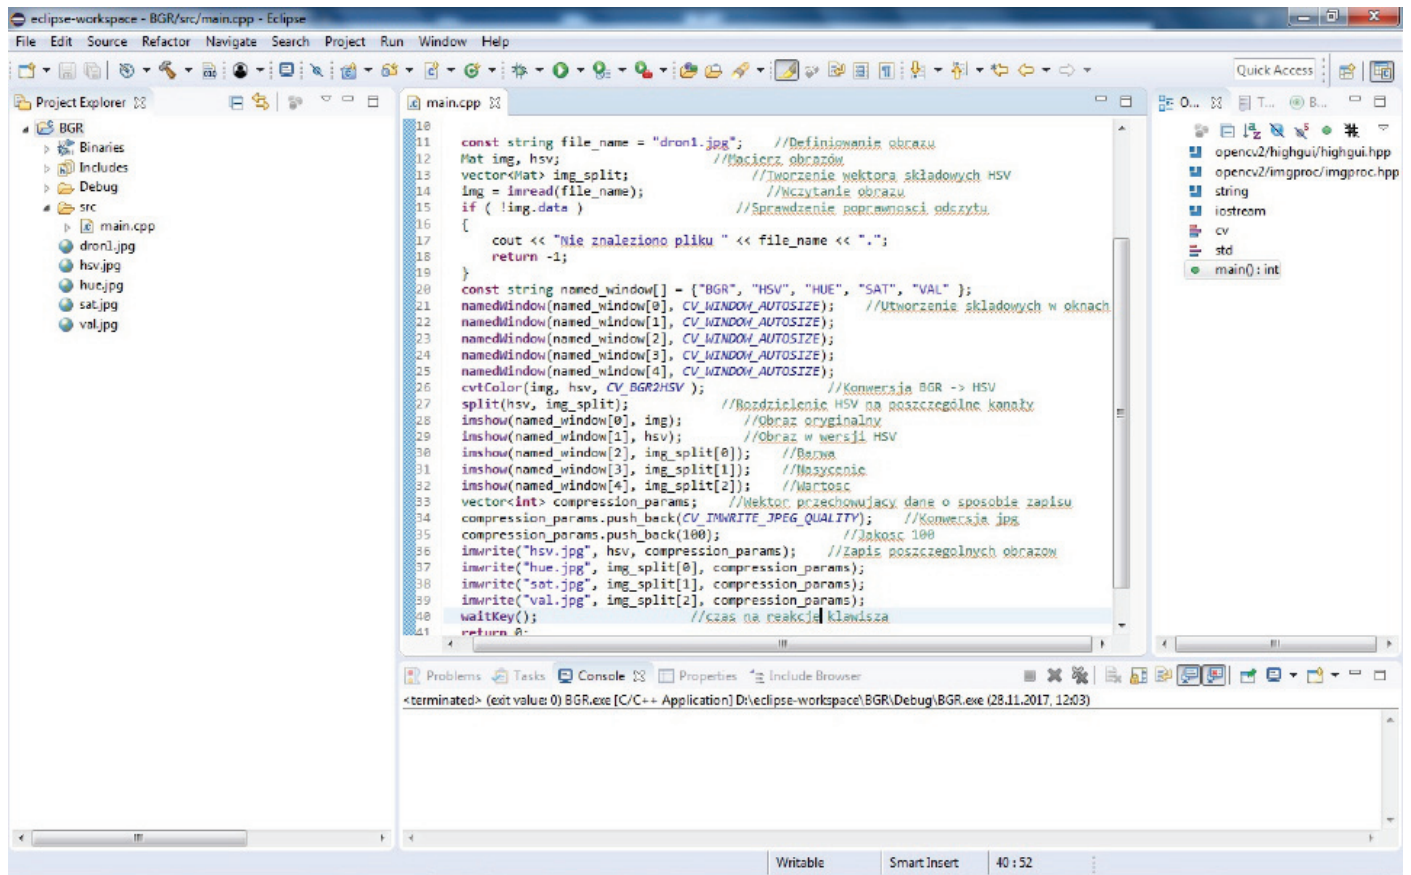 eclipse-workspace - BGR/src/main.cpp - Eclipse
File Edit Source Refactor Navigate Search Project Run Window Help
Quick Access
Project Explorer
BGR
Binaries
Includes
Debug
src
main.cpp
dron1.jpg
hsv.jpg
hue.jpg
sat.jpg
val.jpg
main.cpp
10
11 const string file_name = "dron1.jpg"; //Definiowanie obrazu
12 Mat img, hsv; //Macierz obrazów
13 vector<Mat> img_split; //Tworzenie wektora składowych HSV
14 img = imread(file_name); //Wczytanie obrazu
15 if ( !img.data ) //Sprawdzenie poprawnosci odczytu
16 {
17 cout << "Nie znaleziono pliku " << file_name << ".";
18 return -1;
19 }
20 const string named_window[] = {"BGR", "HSV", "HUE", "SAT", "VAL" };
21 namedWindow(named_window[0], CV_WINDOW_AUTOSIZE); //Utworzenie skladowych w oknach
22 namedWindow(named_window[1], CV_WINDOW_AUTOSIZE);
23 namedWindow(named_window[2], CV_WINDOW_AUTOSIZE);
24 namedWindow(named_window[3], CV_WINDOW_AUTOSIZE);
25 namedWindow(named_window[4], CV_WINDOW_AUTOSIZE);
26 cvtColor(img, hsv, CV_BGR2HSV ); //Konwersja BGR -> HSV
27 split(hsv, img_split); //Rozdzielenie HSV na poszczególne kanały
28 imshow(named_window[0], img); //Obraz oryginalny
29 imshow(named_window[1], hsv); //Obraz w wersji HSV
30 imshow(named_window[2], img_split[0]); //Barwa
31 imshow(named_window[3], img_split[1]); //Nasycenie
32 imshow(named_window[4], img_split[2]); //Wartosc
33 vector<int> compression_params; //Wektor przechowujacy dane o sposobie zapisu
34 compression_params.push_back(CV_IMWRITE_JPEG_QUALITY); //Konwersja jpg
35 compression_params.push_back(100); //Jakosc 100
36 imwrite("hsv.jpg", hsv, compression_params); //Zapis poszczegolnych obrazow
37 imwrite("hue.jpg", img_split[0], compression_params);
38 imwrite("sat.jpg", img_split[1], compression_params);
39 imwrite("val.jpg", img_split[2], compression_params);
40 waitKey(); //czas na reakcję klawisza
41 return 0;
O... T... B...
opencv2/highgui/highgui.hpp
opencv2/imgproc/imgproc.hpp
string
iostream
cv
std
main() : int
Problems Tasks Console Properties Include Browser
<terminated> (exit value: 0) BGR.exe [C/C++ Application] D:\eclipse-workspace\BGR\Debug\BGR.exe (28.11.2017, 12:03)
Writable Smart Insert 40 : 52